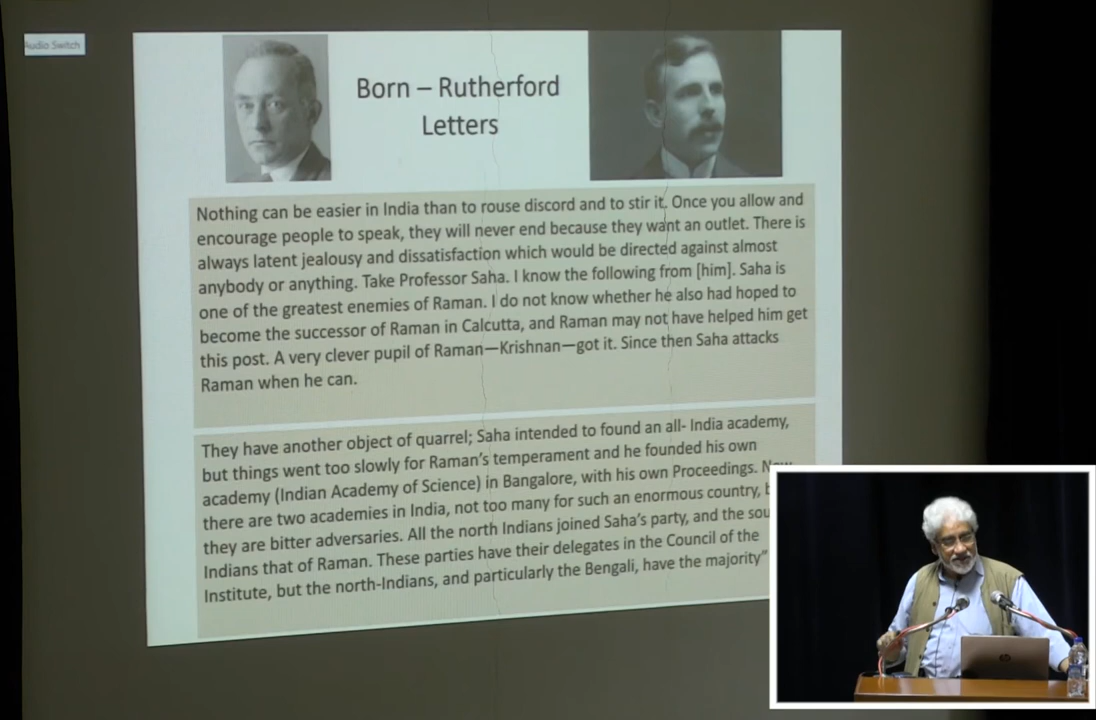 Audio Switch
Born – Rutherford
Letters
Nothing can be easier in India than to rouse discord and to stir it. Once you allow and
encourage people to speak, they will never end because they want an outlet. There is
always latent jealousy and dissatisfaction which would be directed against almost
anybody or anything. Take Professor Saha. I know the following from [him]. Saha is
one of the greatest enemies of Raman. I do not know whether he also had hoped to
become the successor of Raman in Calcutta, and Raman may not have helped him get
this post. A very clever pupil of Raman—Krishnan—got it. Since then Saha attacks
Raman when he can.
They have another object of quarrel; Saha intended to found an all- India academy,
but things went too slowly for Raman's temperament and he founded his own
academy (Indian Academy of Science) in Bangalore, with his own Proceedings.
there are two academies in India, not too many for such an enormous country,
they are bitter adversaries. All the north Indians joined Saha's party, and the
Indians that of Raman. These parties have their delegates in the Council of the
Institute, but the north-Indians, and particularly the Bengali, have the majority"
hp